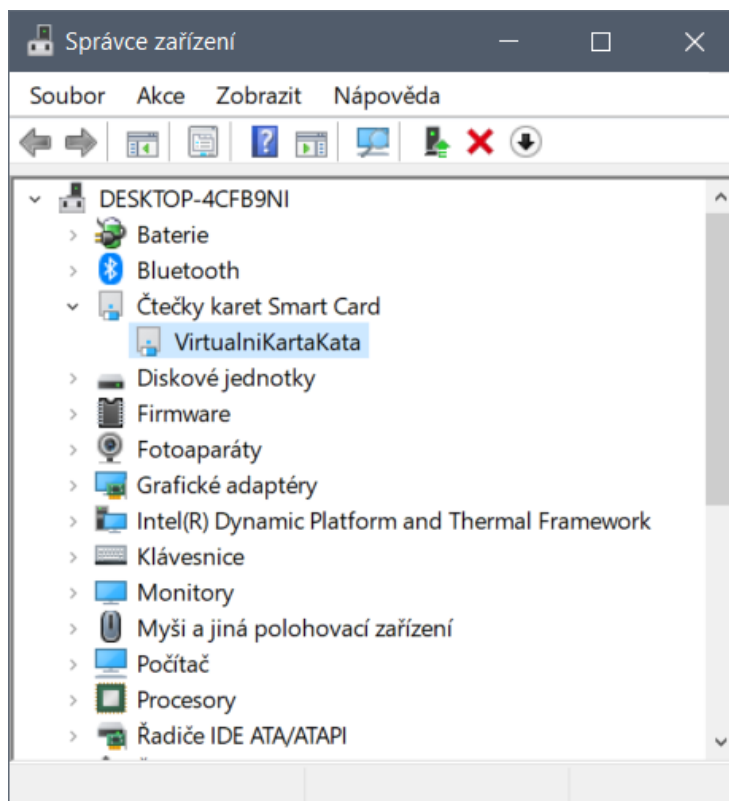 Správce zařízení
Soubor Akce Zobrazit Nápověda
DESKTOP-4CFB9NI
Baterie
Bluetooth
Čtečky karet Smart Card
VirtualniKartaKata
Diskové jednotky
Firmware
Fotoaparáty
Grafické adaptéry
Intel(R) Dynamic Platform and Thermal Framework
Klávesnice
Monitory
Myši a jiná polohovací zařízení
Počítač
Procesory
Řadiče IDE ATA/ATAPI